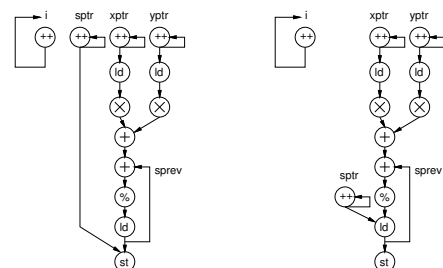 i sptr xptr yptr
++ ++ ++ ++
ld ld
× ×
+
+ sprev
%
ld
st
i xptr yptr
++ ++ ++
ld ld
× ×
+
+ sprev
sptr
++ %
ld
st